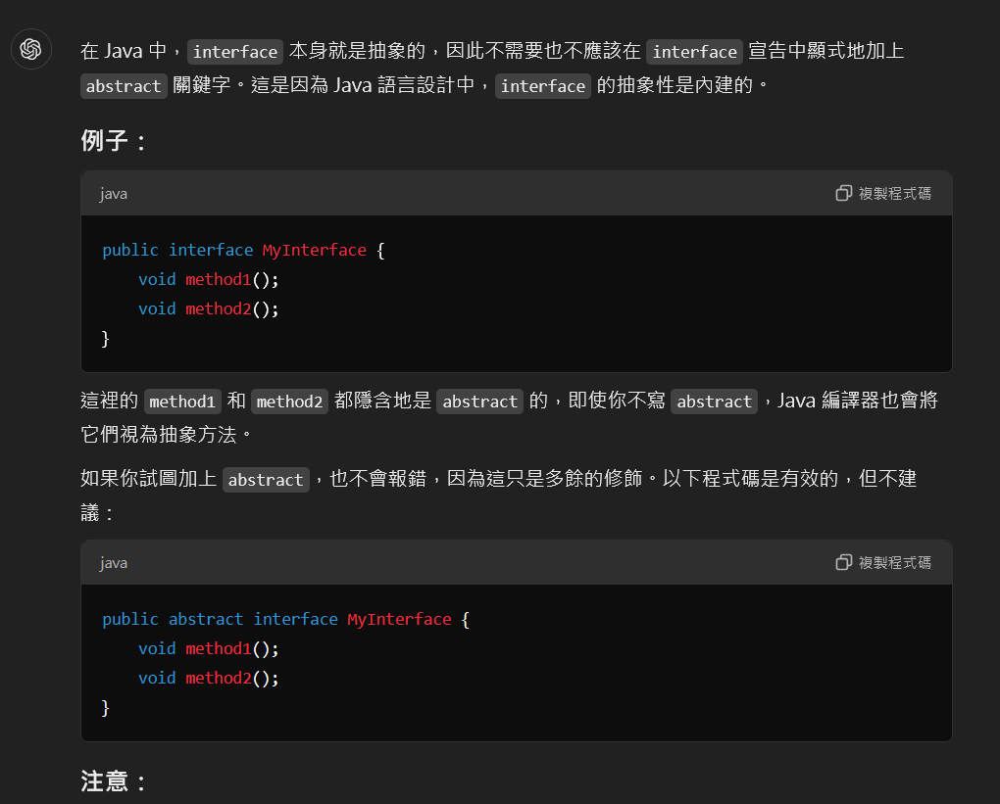 在 Java 中，interface 本身就是抽象的，因此不需要也不應該在 interface 宣告中顯式地加上
abstract 關鍵字。這是因為 Java 語言設計中，interface 的抽象性是內建的。
例子：
java 複製程式碼
public interface MyInterface {
    void method1();
    void method2();
}
這裡的 method1 和 method2 都隱含地是 abstract 的，即使你不寫 abstract，Java 編譯器也會將
它們視為抽象方法。
如果你試圖加上 abstract，也不會報錯，因為這只是多餘的修飾。以下程式碼是有效的，但不建
議：
java 複製程式碼
public abstract interface MyInterface {
    void method1();
    void method2();
}
注意：